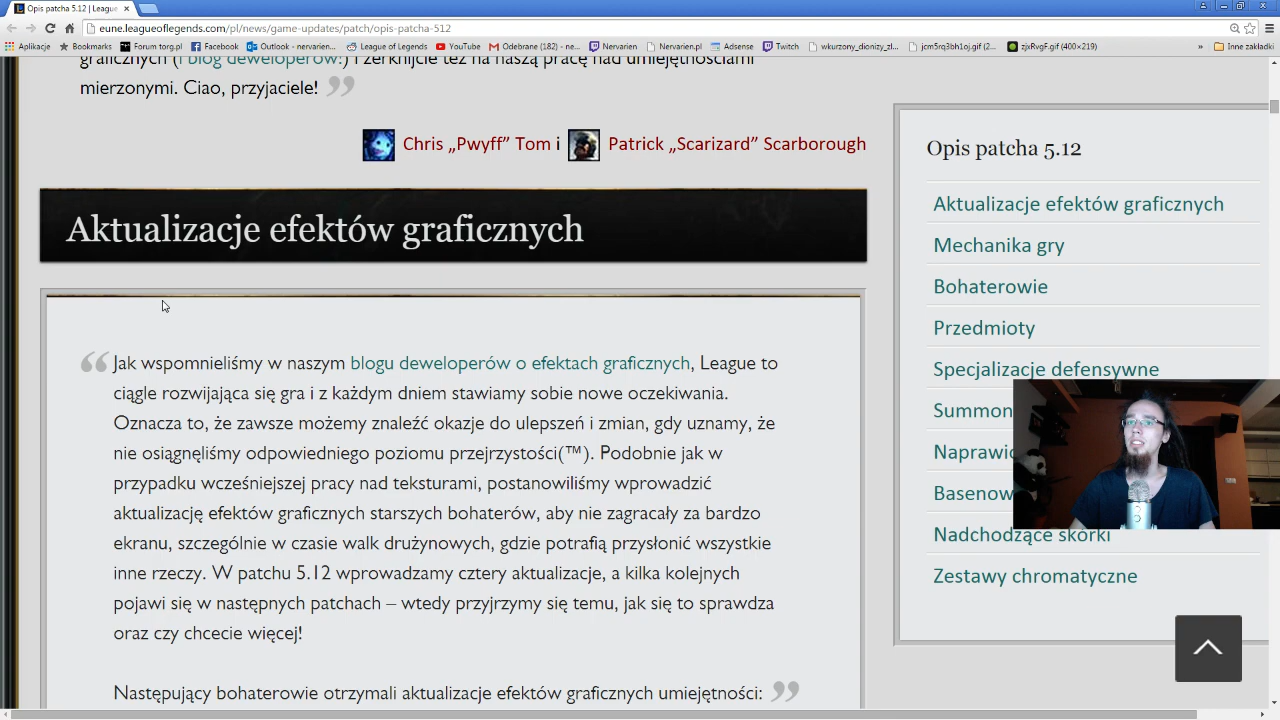 Opis patcha 5.12 | League
eune.leagueoflegends.com/pl/news/game-updates/patch/opis-patcha-512
Aplikacje Bookmarks Forum torg.pl Facebook Outlook - nervarien... League of Legends YouTube Odebrane (182) - ne... Nervarien Nervarien.pl Adsense Twitch wkurzony_dionizy_zl... jcm5rq3bh1oj.gif (2... zjxRvgF.gif (400×219) » Inne zakładki
graficznych (i blog deweloperów!) i zerknijcie też na naszą pracę nad umiejętnościami
mierzonymi. Ciao, przyjaciele! ”
Chris „Pwyff” Tom i Patrick „Scarizard” Scarborough
Aktualizacje efektów graficznych
“ Jak wspomnieliśmy w naszym blogu deweloperów o efektach graficznych, League to
ciągle rozwijająca się gra i z każdym dniem stawiamy sobie nowe oczekiwania.
Oznacza to, że zawsze możemy znaleźć okazje do ulepszeń i zmian, gdy uznamy, że
nie osiągnęliśmy odpowiedniego poziomu przejrzystości(™). Podobnie jak w
przypadku wcześniejszej pracy nad teksturami, postanowiliśmy wprowadzić
aktualizację efektów graficznych starszych bohaterów, aby nie zagracały za bardzo
ekranu, szczególnie w czasie walk drużynowych, gdzie potrafią przysłonić wszystkie
inne rzeczy. W patchu 5.12 wprowadzamy cztery aktualizacje, a kilka kolejnych
pojawi się w następnych patchach – wtedy przyjrzymy się temu, jak się to sprawdza
oraz czy chcecie więcej!
Następujący bohaterowie otrzymali aktualizacje efektów graficznych umiejętności: ”
Opis patcha 5.12
Aktualizacje efektów graficznych
Mechanika gry
Bohaterowie
Przedmioty
Specjalizacje defensywne
Summon
Naprawio
Basenow
Nadchodzące skórki
Zestawy chromatyczne